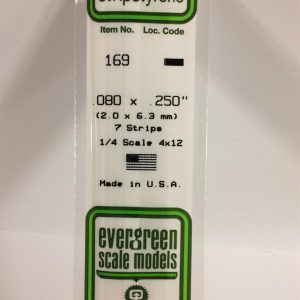 stripstyrene
Item No. Loc. Code
169
.080 x .250"
(2.0 x 6.3 mm)
7 Strips
1/4 Scale 4x12
Made in U.S.A.
evergreen
scale models